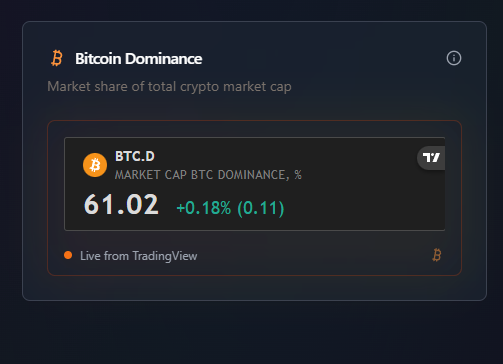 Bitcoin Dominance
Market share of total crypto market cap
BTC.D
MARKET CAP BTC DOMINANCE, %
61.02 +0.18% (0.11)
Live from TradingView